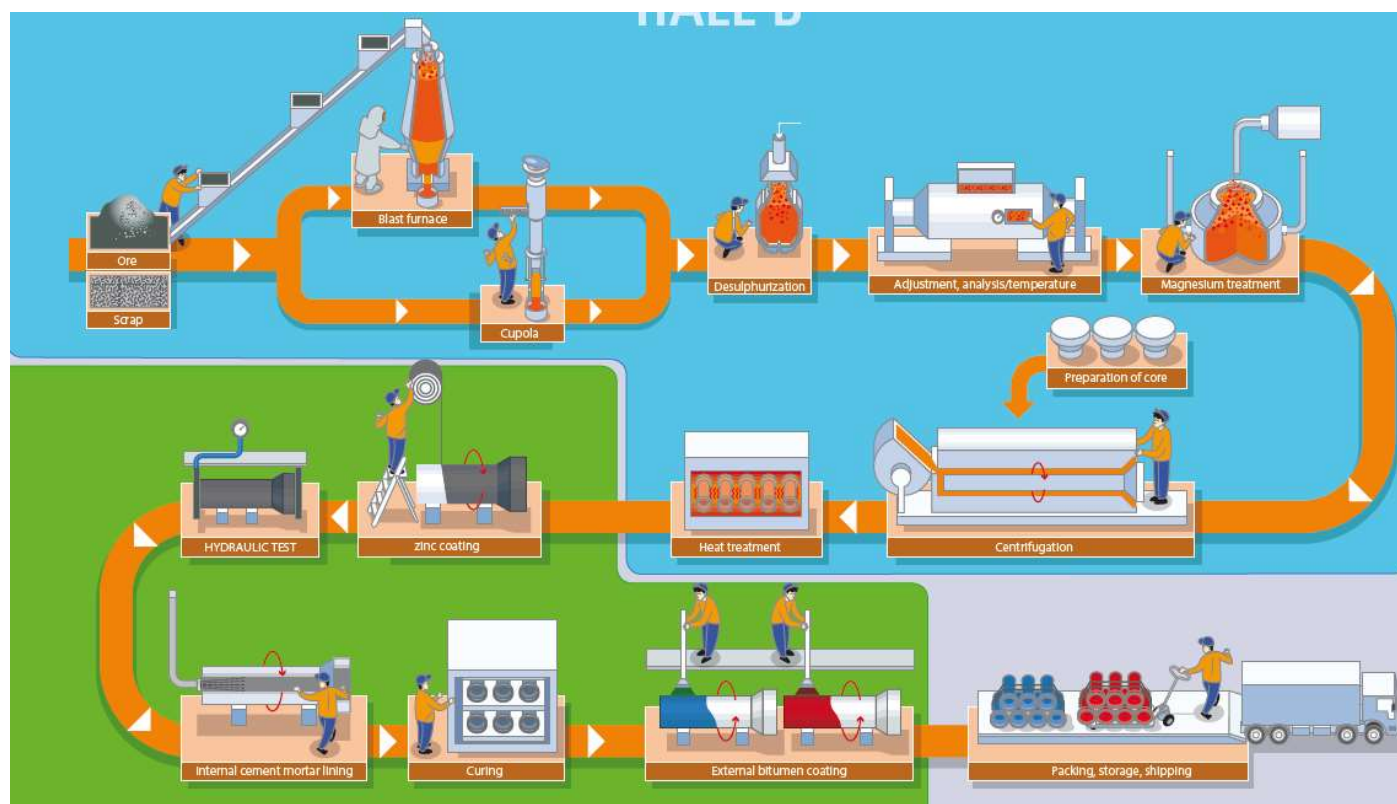 HALL B
Blast furnace
Ore
Scrap
Cupola
Desulphurization
Adjustment, analysis/temperature
Magnesium treatment
Preparation of core
HYDRAULIC TEST
zinc coating
Heat treatment
Centrifugation
Internal cement mortar lining
Curing
External bitumen coating
Packing, storage, shipping